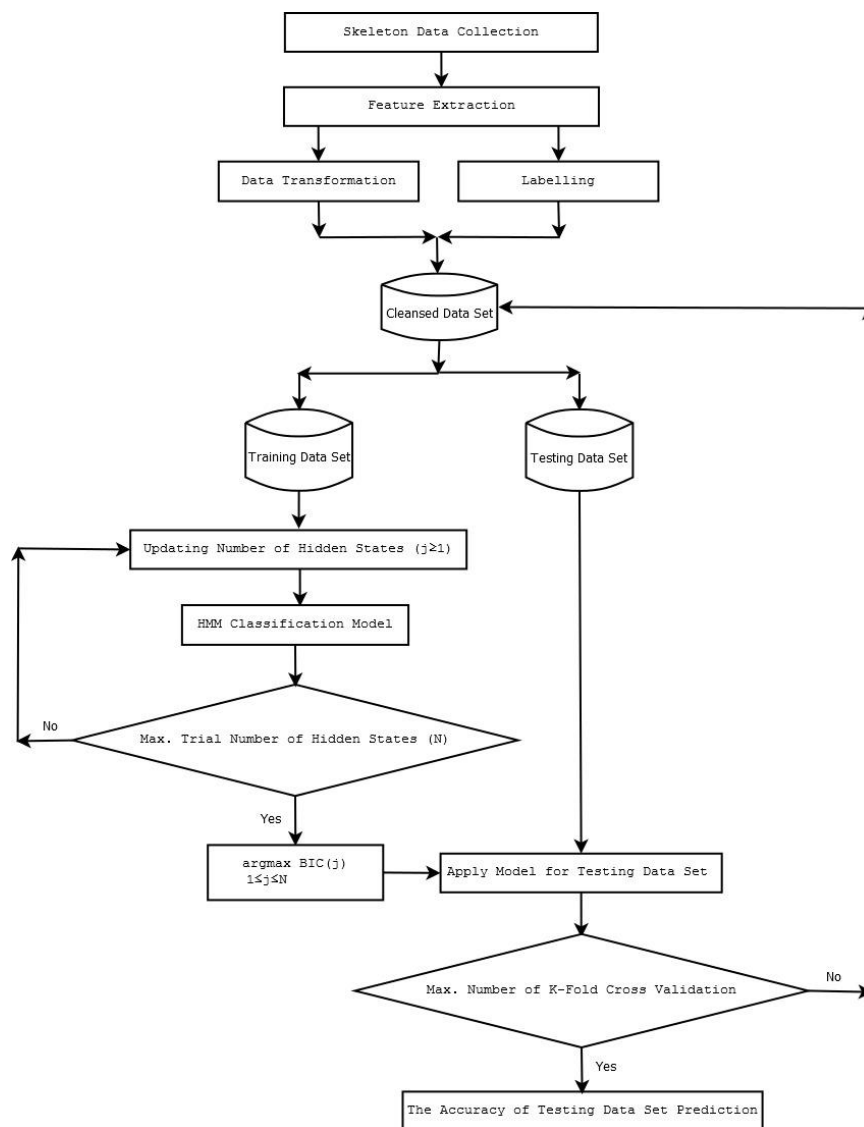 Skeleton Data Collection
Feature Extraction
Data Transformation
Labelling
Cleansed Data Set
Training Data Set
Testing Data Set
Updating Number of Hidden States (j≥1)
HMM Classification Model
No
Max. Trial Number of Hidden States (N)
Yes
argmax BIC(j)
1≤j≤N
Apply Model for Testing Data Set
Max. Number of K-Fold Cross Validation
No
Yes
The Accuracy of Testing Data Set Prediction